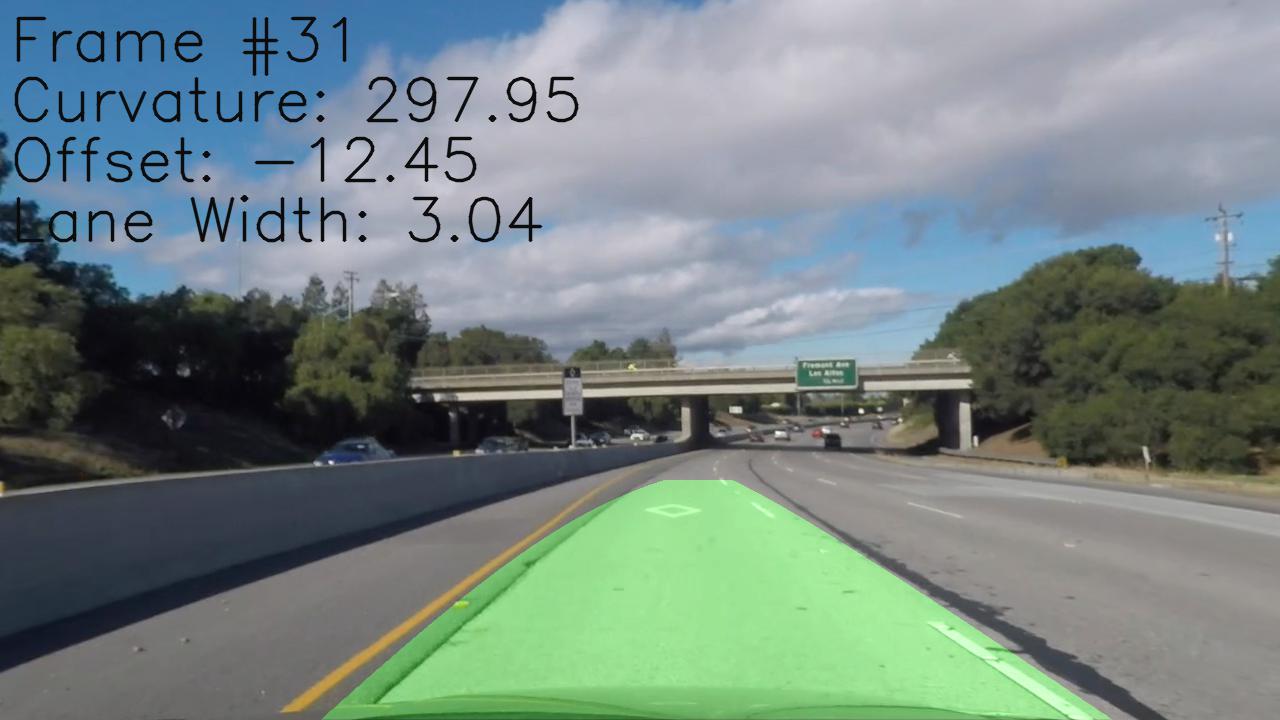 Frame #31
Curvature: 297.95
Offset: -12.45
Lane Width: 3.04
Fremont Ave
Los Altos